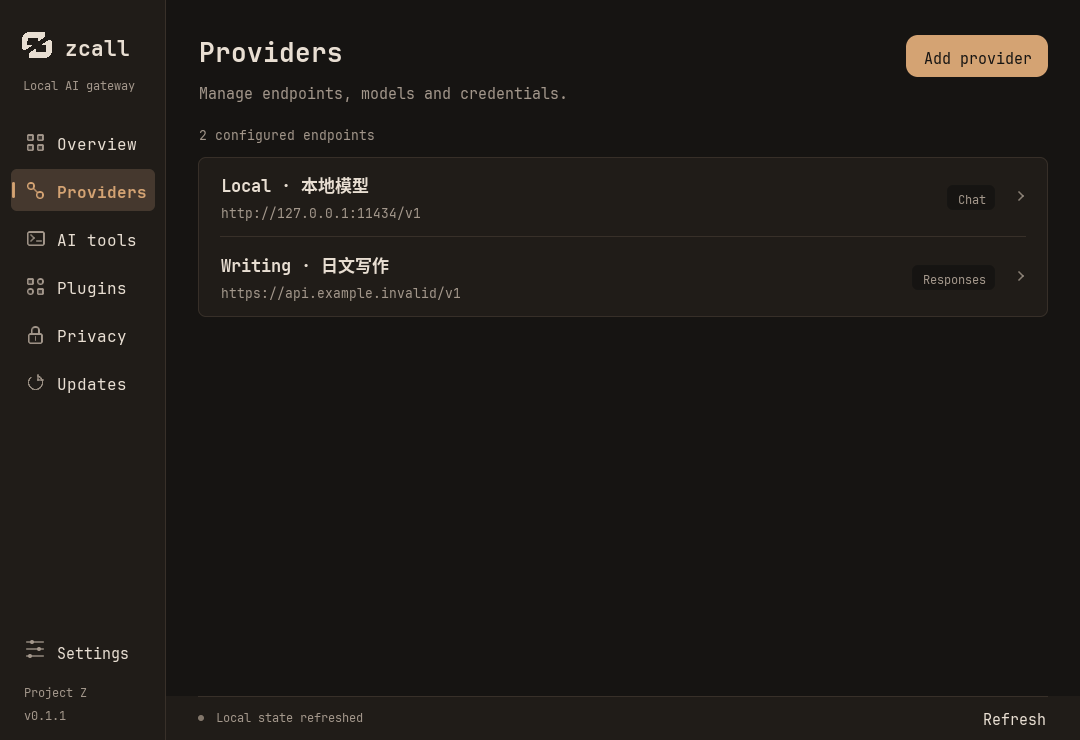 zcall
Local AI gateway
Overview
Providers
AI tools
Plugins
Privacy
Updates
Settings
Project Z
v0.1.1
Providers
Manage endpoints, models and credentials.
Add provider
2 configured endpoints
Local · 本地模型
http://127.0.0.1:11434/v1
Chat
Writing · 日文写作
https://api.example.invalid/v1
Responses
Local state refreshed
Refresh